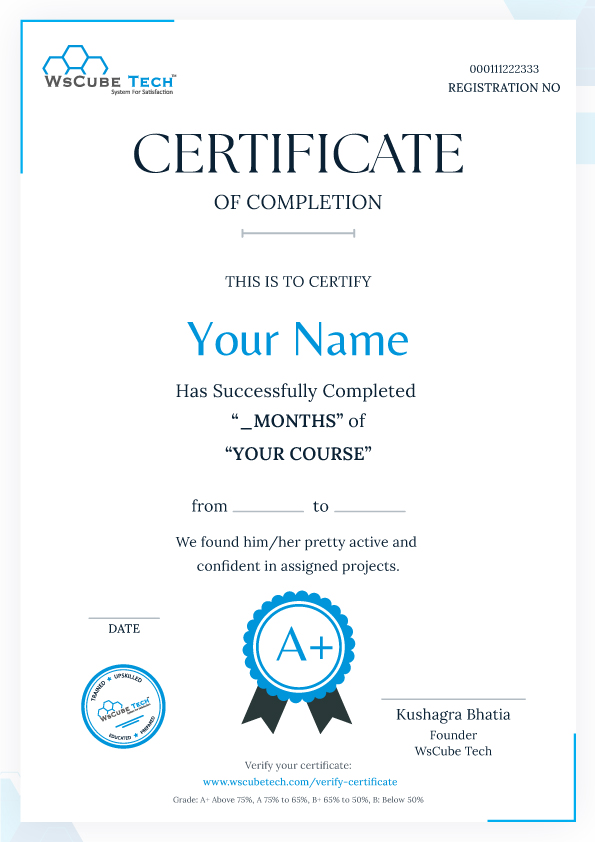 WsCube Tech™
System For Satisfaction
000111222333
REGISTRATION NO
CERTIFICATE
OF COMPLETION
THIS IS TO CERTIFY
Your Name
Has Successfully Completed
“_MONTHS” of
“YOUR COURSE”
from ____ to ____
We found him/her pretty active and
confident in assigned projects.
A+
DATE
TRAINED ★ UPSKILLED
WsCube Tech
EDUCATED ★ PREPARED
Kushagra Bhatia
Founder
WsCube Tech
Verify your certificate:
www.wscubetech.com/verify-certificate
Grade: A+ Above 75%, A 75% to 65%, B+ 65% to 50%, B: Below 50%